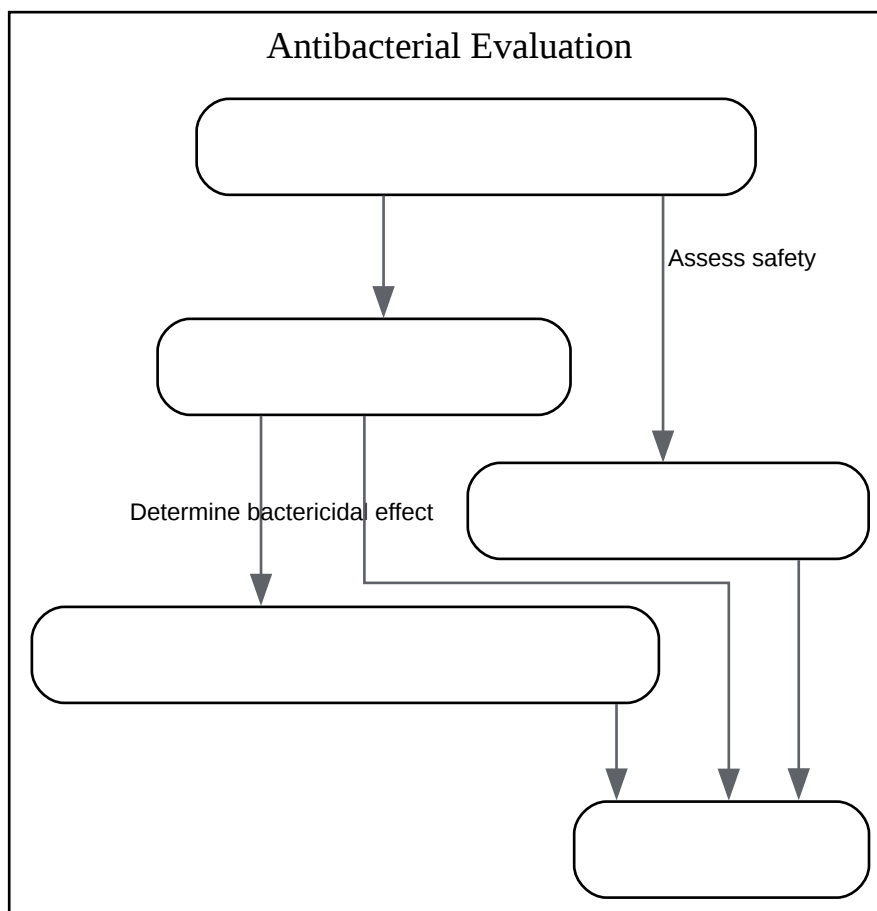 Antibacterial Evaluation
Assess safety
Determine bactericidal effect